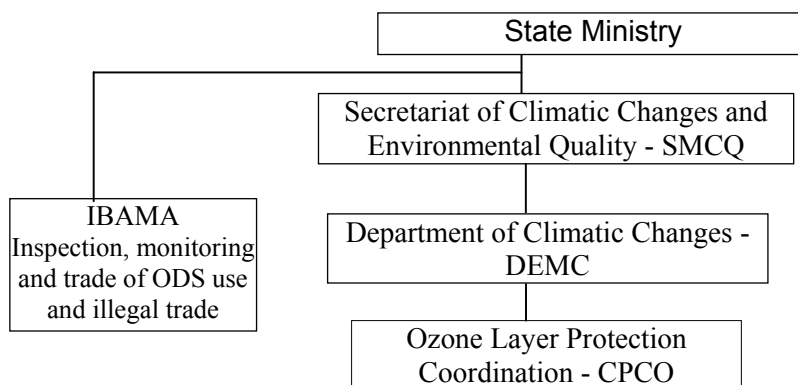 State Ministry
Secretariat of Climatic Changes and
Environmental Quality - SMCQ
IBAMA
Inspection, monitoring
and trade of ODS use
and illegal trade
Department of Climatic Changes -
DEMC
Ozone Layer Protection
Coordination - CPCO